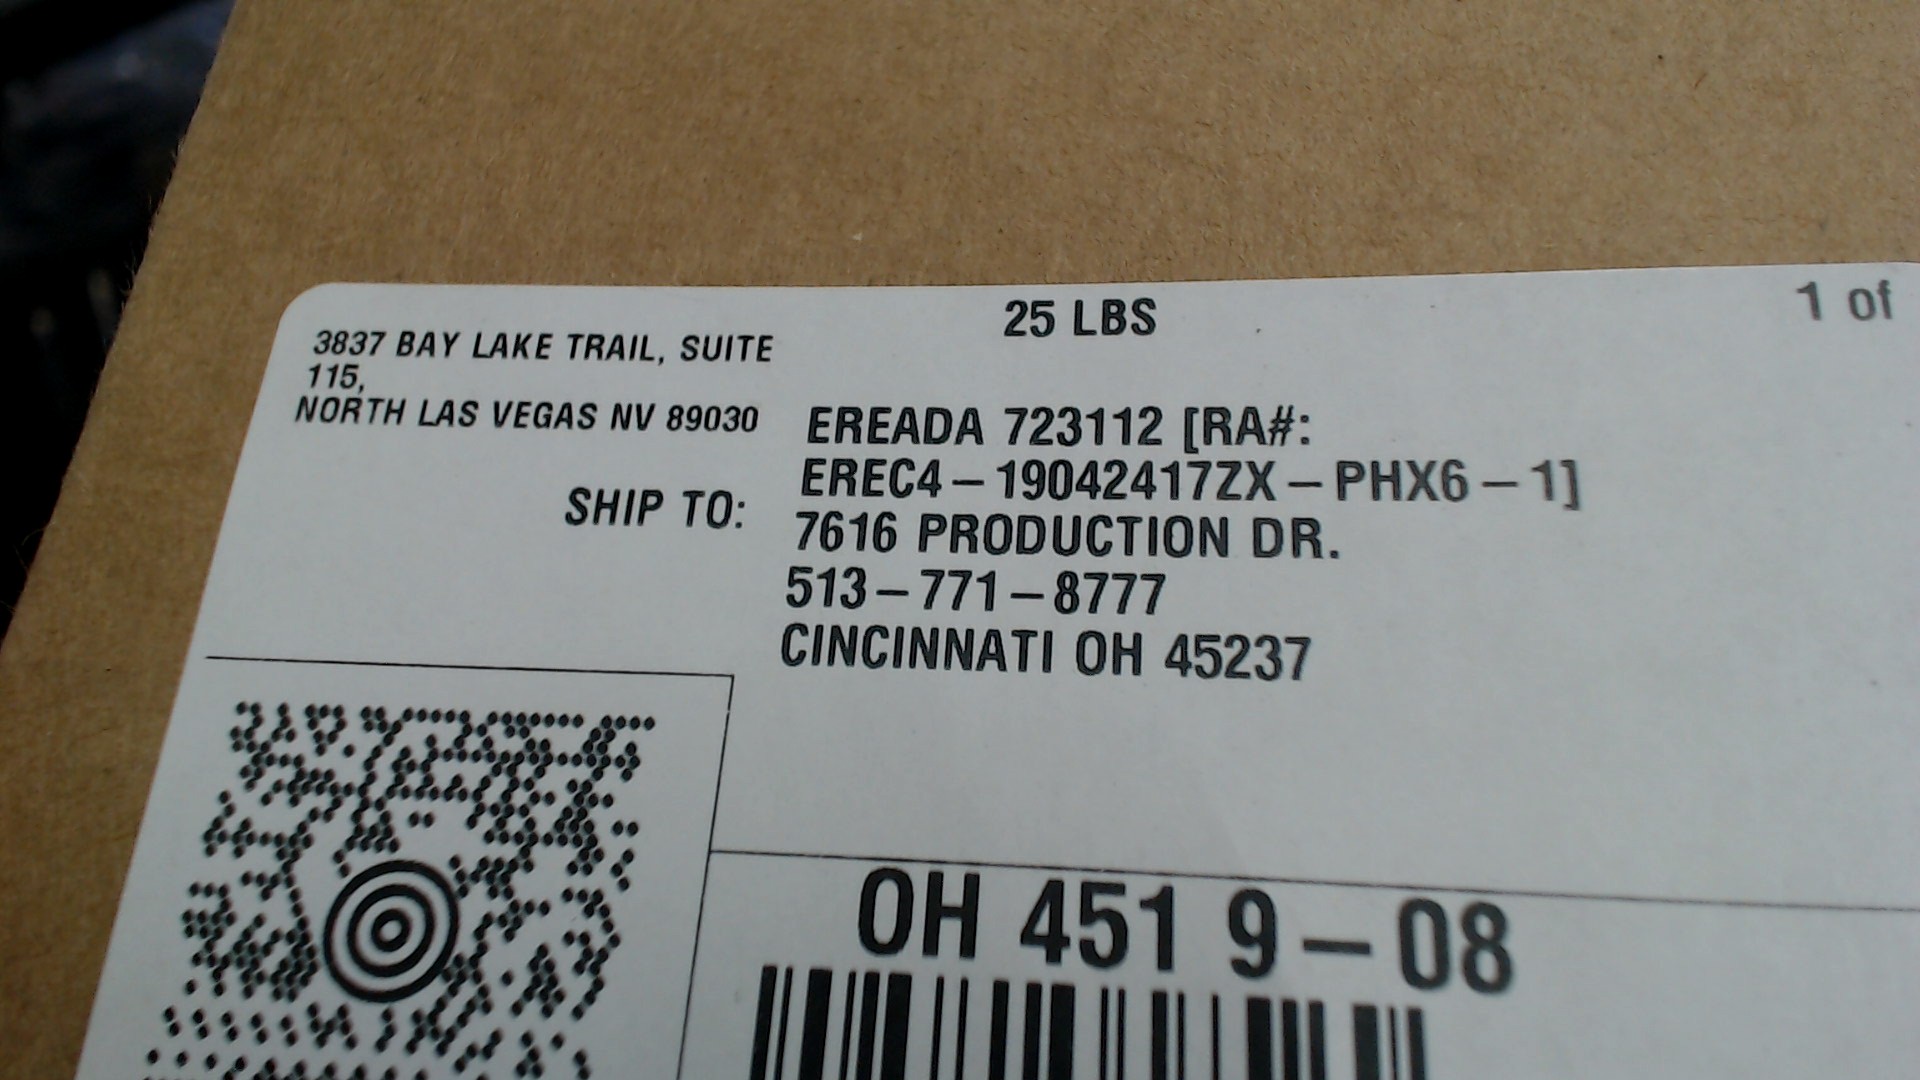 25 LBS
1 of
3837 BAY LAKE TRAIL, SUITE
115,
NORTH LAS VEGAS NV 89030
SHIP TO:
EREADA 723112 [RA#:
EREC4-19042417ZX-PHX6-1]
7616 PRODUCTION DR.
513-771-8777
CINCINNATI OH 45237
OH 451 9-08